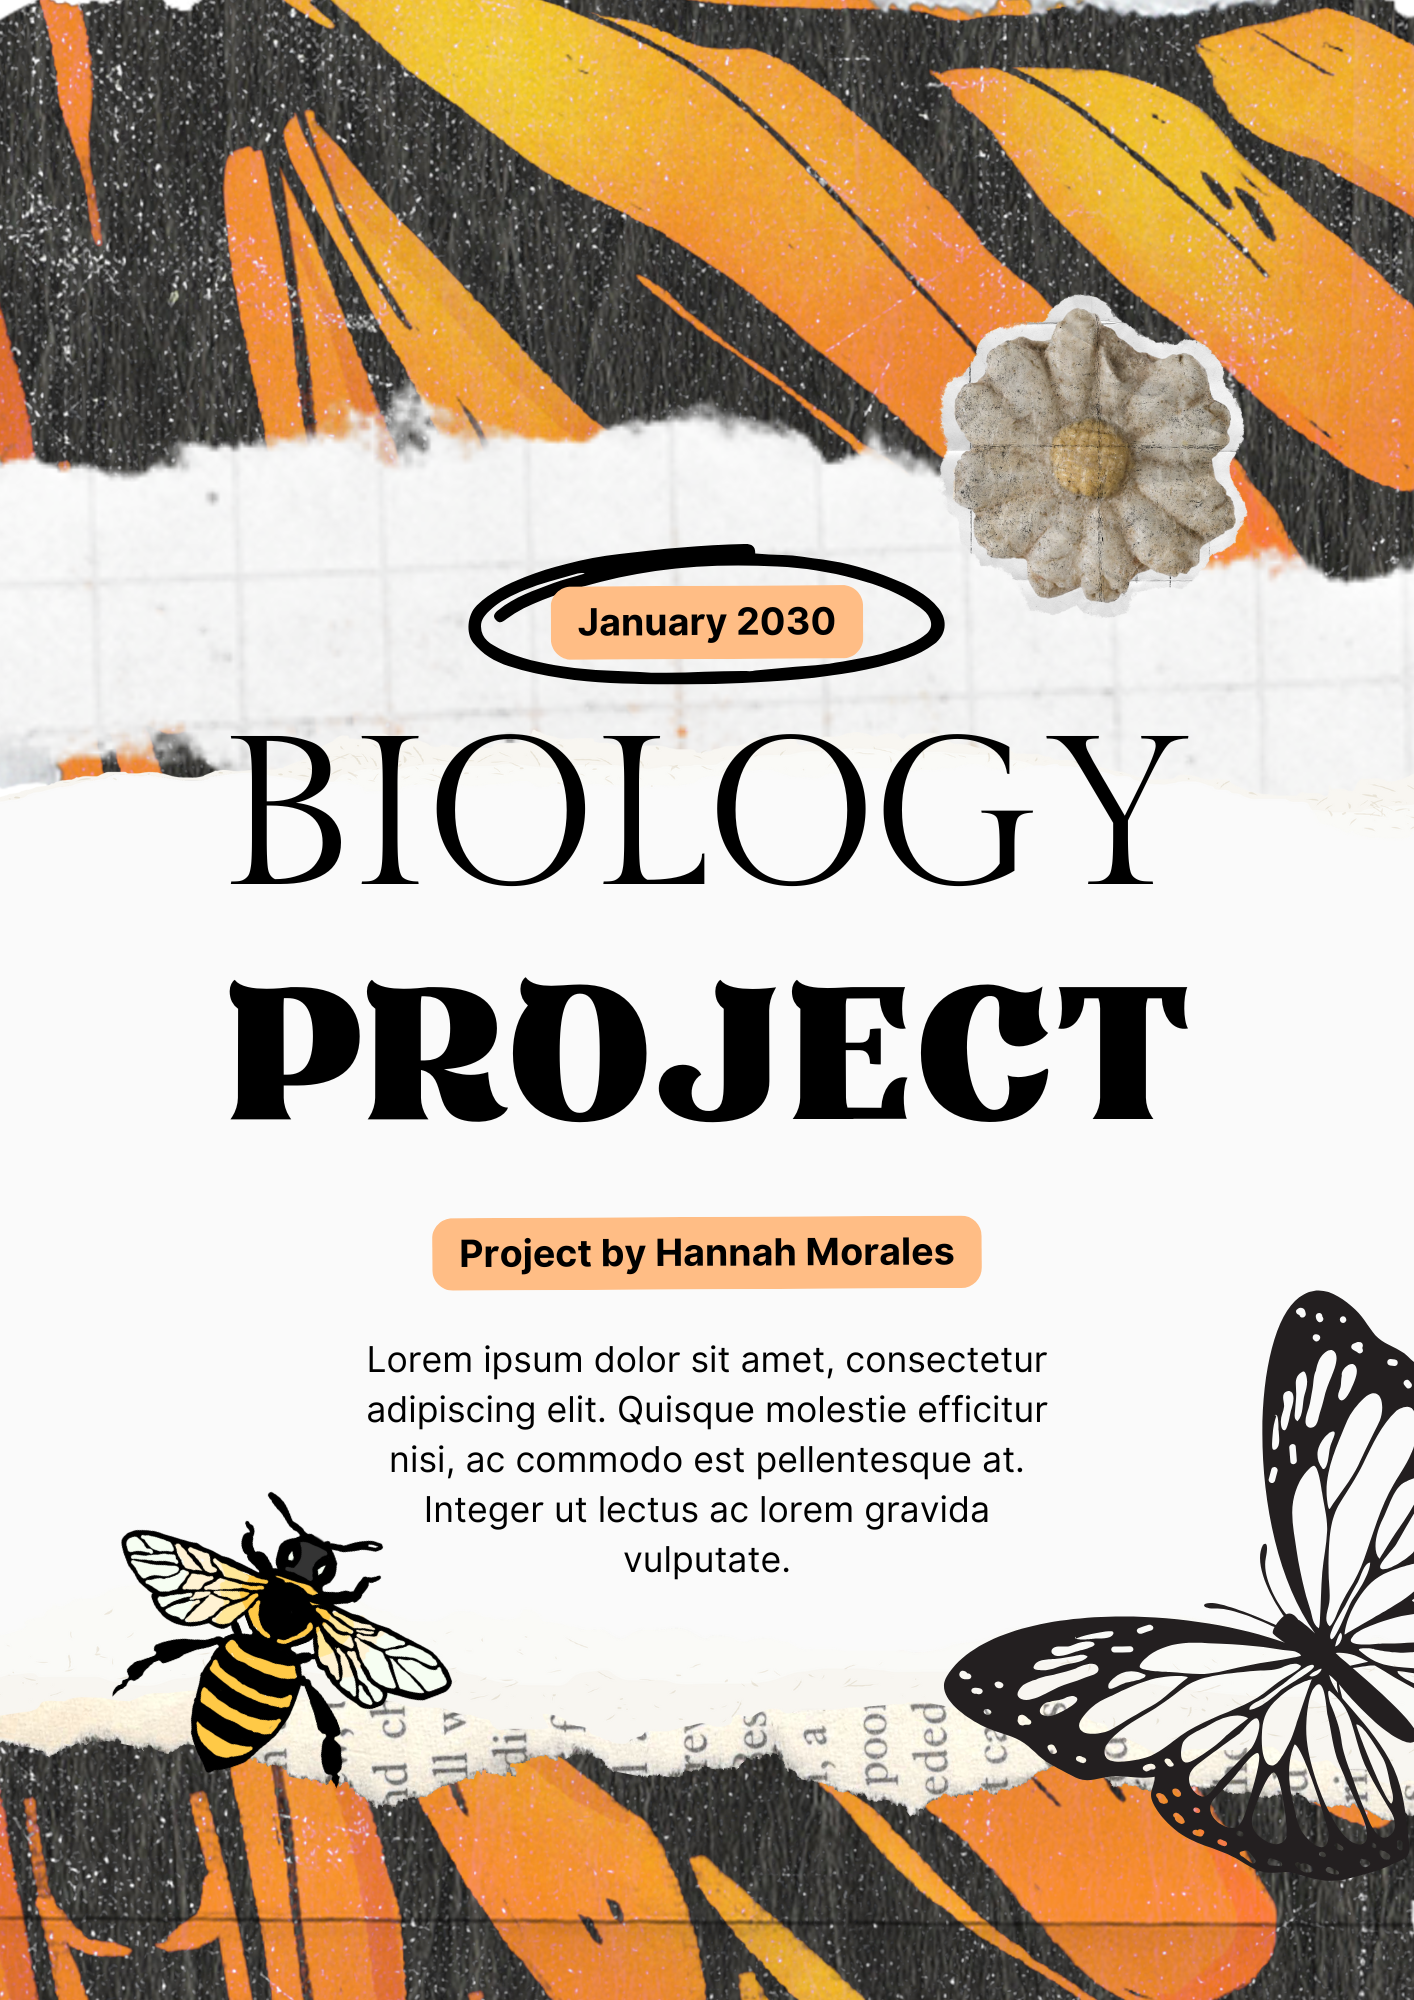 January 2030
BIOLOGY
PROJECT
Project by Hannah Morales
Lorem ipsum dolor sit amet, consectetur
adipiscing elit. Quisque molestie efficitur
nisi, ac commodo est pellentesque at.
Integer ut lectus ac lorem gravida
vulputate.